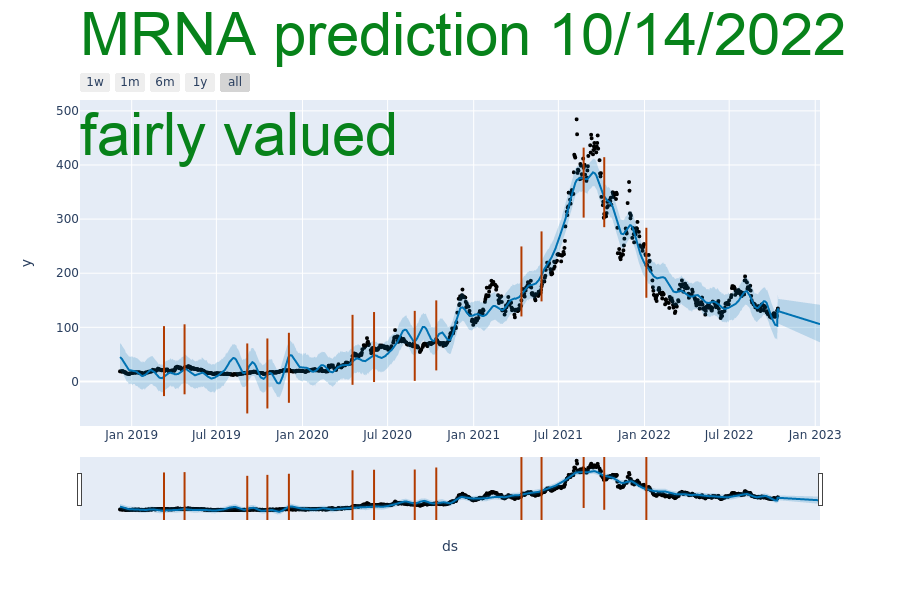 MRNA prediction 10/14/2022
1w 1m 6m 1y all
fairly valued
500
400
300
200
100
0
y
Jan 2019 Jul 2019 Jan 2020 Jul 2020 Jan 2021 Jul 2021 Jan 2022 Jul 2022 Jan 2023
ds